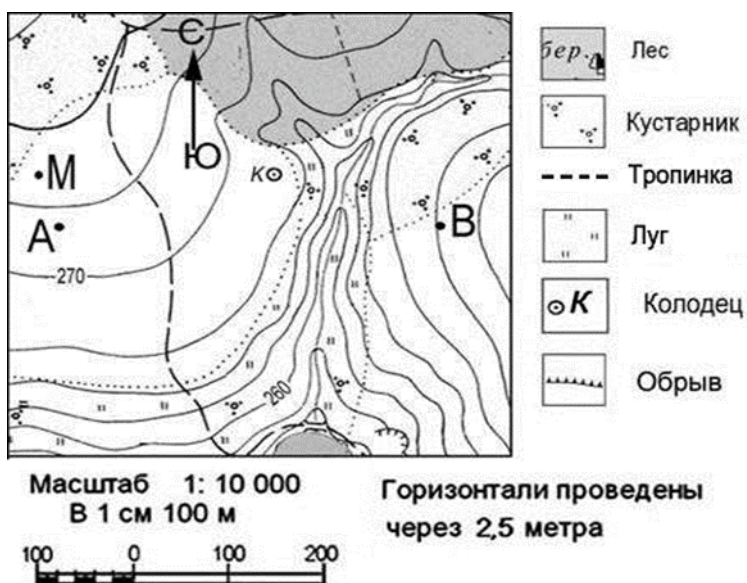 Є
Ю
М
А
В
К
270
260
бер.
Лес
Кустарник
Тропинка
Луг
К
Колодец
Обрыв
Масштаб 1: 10 000
В 1 см 100 м
Горизонтали проведены
через 2,5 метра
100 0 100 200